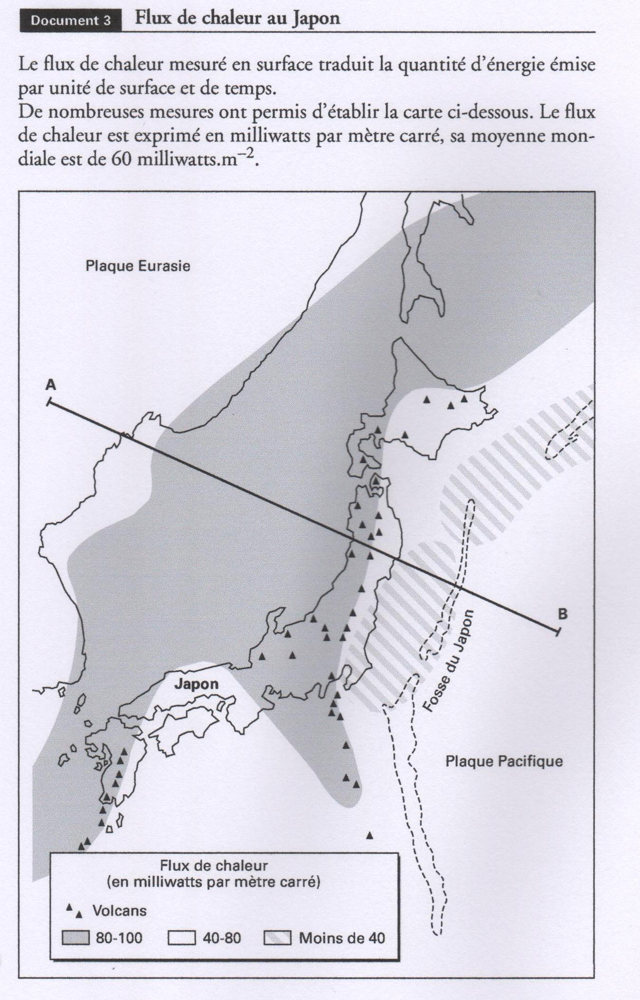 Document 3 Flux de chaleur au Japon
Le flux de chaleur mesuré en surface traduit la quantité d'énergie émise
par unité de surface et de temps.
De nombreuses mesures ont permis d'établir la carte ci-dessous. Le flux
de chaleur est exprimé en milliwatts par mètre carré, sa moyenne mon-
diale est de 60 milliwatts.m⁻².
Plaque Eurasie
A
B
Fosse du Japon
Japon
Plaque Pacifique
Flux de chaleur
(en milliwatts par mètre carré)
Volcans
80-100 40-80 Moins de 40